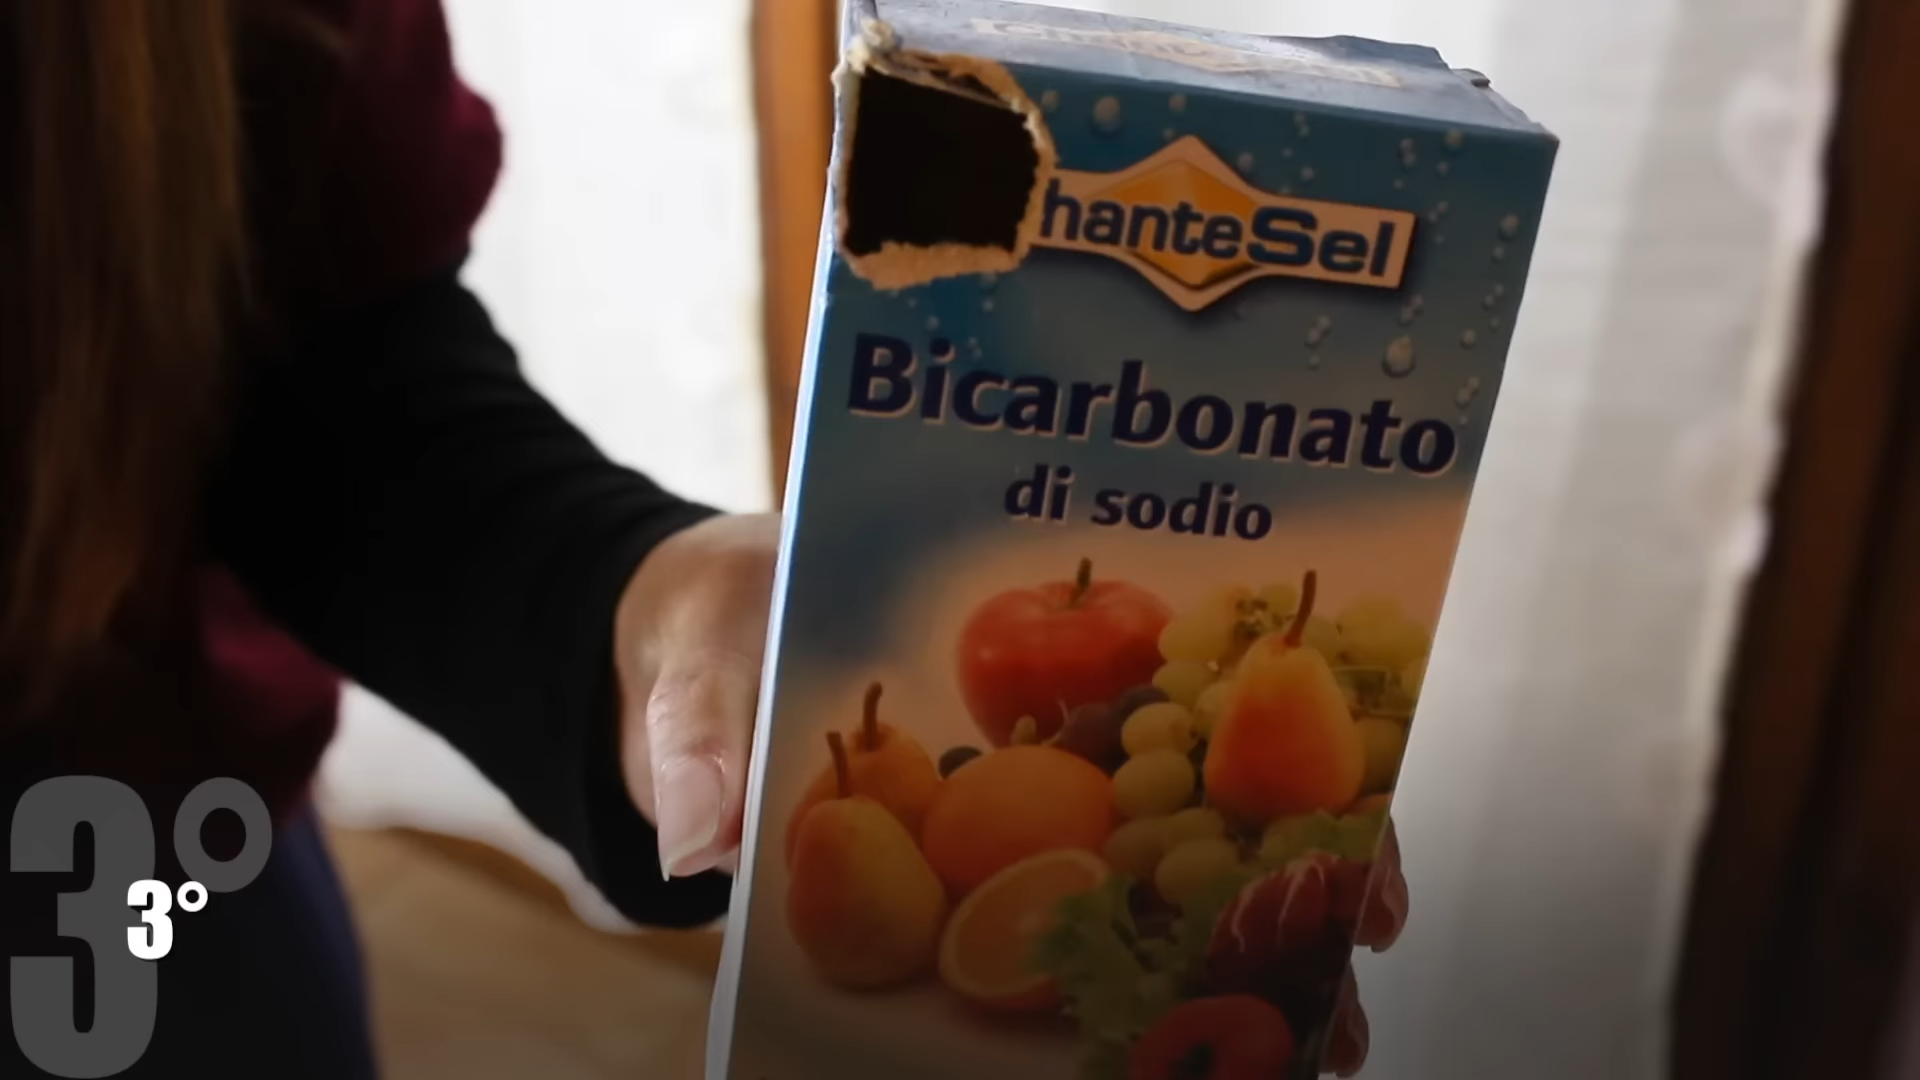 hanteSel
Bicarbonato
di sodio
3°
3°